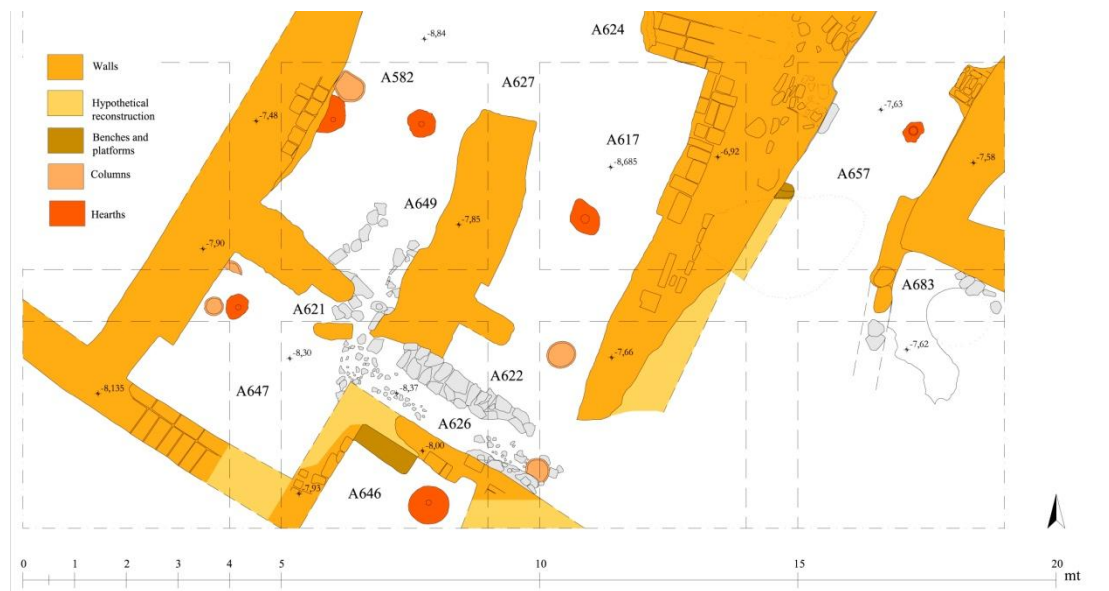 Walls
Hypothetical
reconstruction
Benches and
platforms
Columns
Hearths
-8,84
A624
A582
A627
-7,48
-7,63
A617
-6,92
-8,685
A657
-7,58
A649
-7,85
-7,90
A621
A683
-8,30
-7,66
-7,62
A622
A647
-8,135
-8,37
A626
-8,00
A646
-7,93
0 1 2 3 4 5 10 15 20
mt